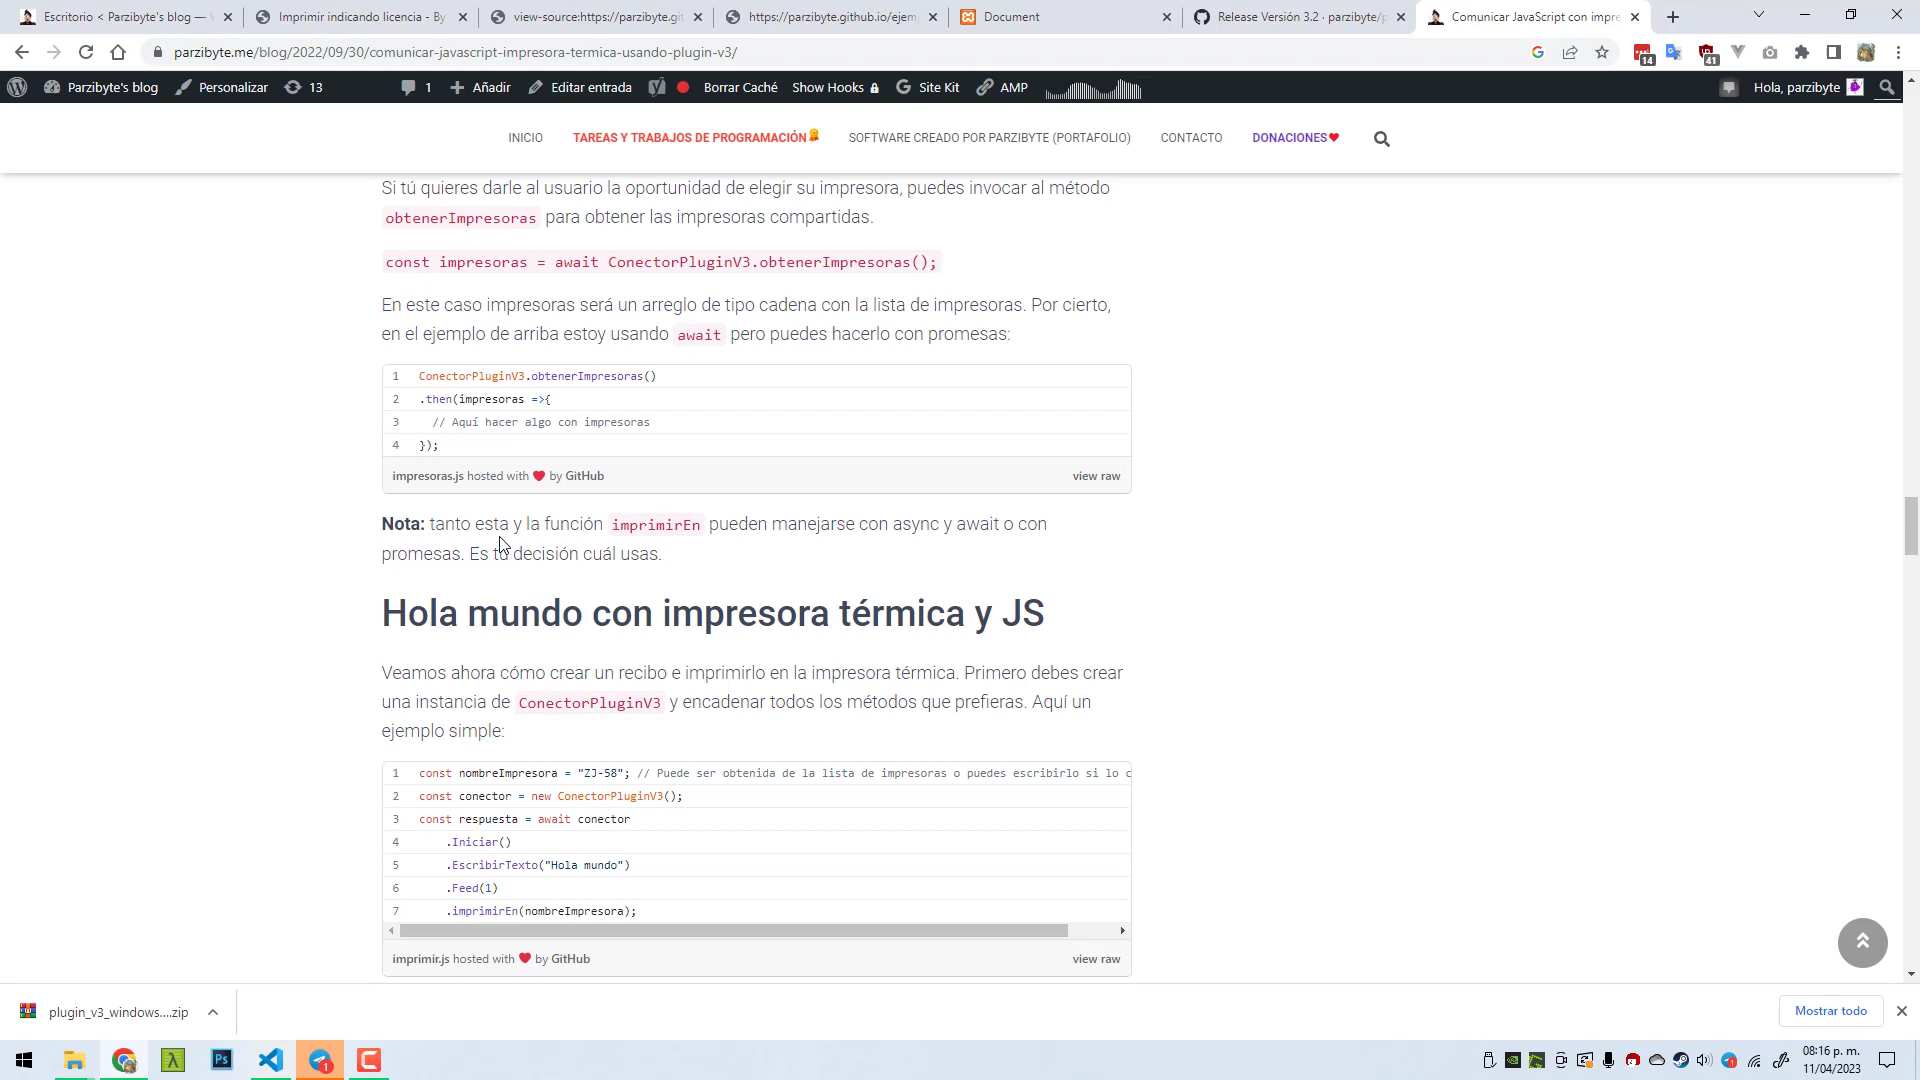 Escritorio < Parzibyte's blog —
Imprimir indicando licencia - By
view-source:https://parzibyte.git
https://parzibyte.github.io/ejem
Document
Release Versión 3.2 · parzibyte/p
Comunicar JavaScript con impre
parzibyte.me/blog/2022/09/30/comunicar-javascript-impresora-termica-usando-plugin-v3/
14
41
Parzibyte's blog
Personalizar
13
1
Añadir
Editar entrada
Borrar Caché
Show Hooks
Site Kit
AMP
Hola, parzibyte
INICIO
TAREAS Y TRABAJOS DE PROGRAMACIÓN
SOFTWARE CREADO POR PARZIBYTE (PORTAFOLIO)
CONTACTO
DONACIONES
Si tú quieres darle al usuario la oportunidad de elegir su impresora, puedes invocar al método
obtenerImpresoras para obtener las impresoras compartidas.
const impresoras = await ConectorPluginV3.obtenerImpresoras();
En este caso impresoras será un arreglo de tipo cadena con la lista de impresoras. Por cierto,
en el ejemplo de arriba estoy usando await pero puedes hacerlo con promesas:
1 ConectorPluginV3.obtenerImpresoras()
2 .then(impresoras =>{
3 // Aquí hacer algo con impresoras
4 });
impresoras.js hosted with ❤ by GitHub
view raw
Nota: tanto esta y la función imprimirEn pueden manejarse con async y await o con
promesas. Es tu decisión cuál usas.
Hola mundo con impresora térmica y JS
Veamos ahora cómo crear un recibo e imprimirlo en la impresora térmica. Primero debes crear
una instancia de ConectorPluginV3 y encadenar todos los métodos que prefieras. Aquí un
ejemplo simple:
1 const nombreImpresora = "ZJ-58"; // Puede ser obtenida de la lista de impresoras o puedes escribirlo si lo c
2 const conector = new ConectorPluginV3();
3 const respuesta = await conector
4 .Iniciar()
5 .EscribirTexto("Hola mundo")
6 .Feed(1)
7 .imprimirEn(nombreImpresora);
imprimir.js hosted with ❤ by GitHub
view raw
plugin_v3_windows....zip
Mostrar todo
Ps
1
08:16 p. m.
11/04/2023